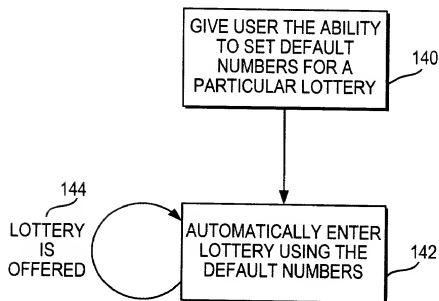 GIVE USER THE ABILITY
TO SET DEFAULT
NUMBERS FOR A
PARTICULAR LOTTERY
140
144
LOTTERY
IS
OFFERED
AUTOMATICALLY ENTER
LOTTERY USING THE
DEFAULT NUMBERS
142